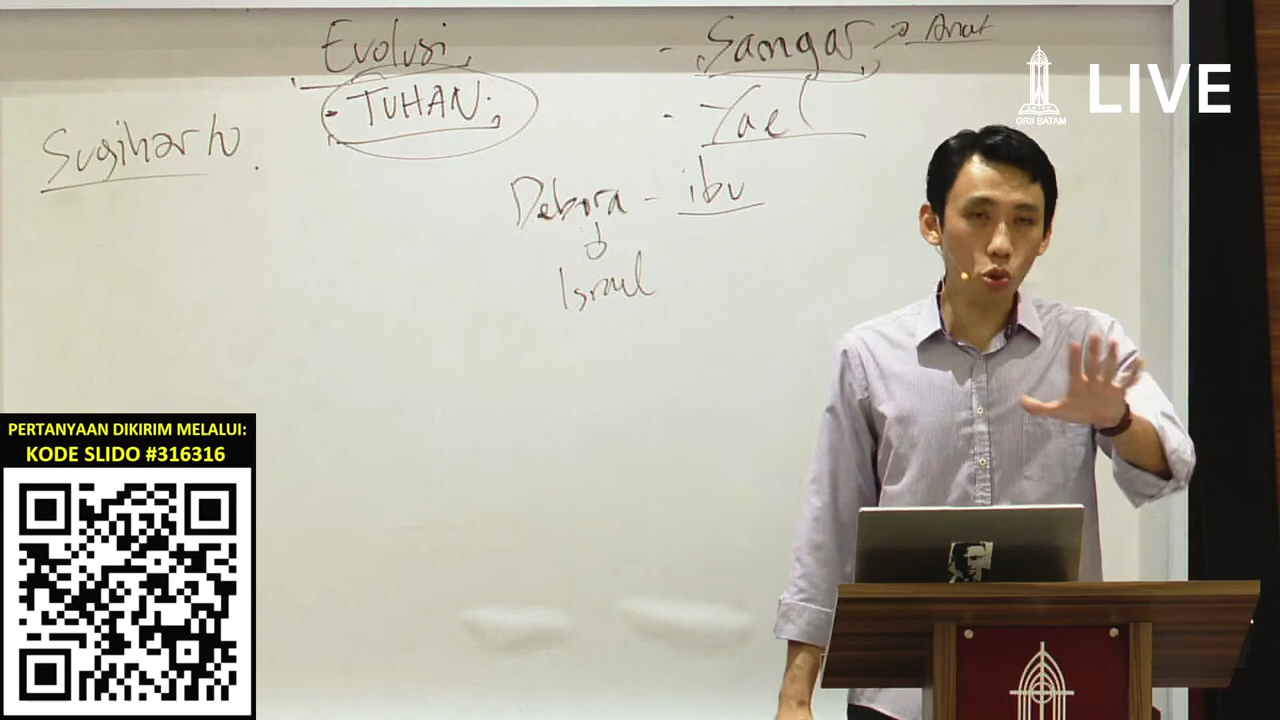 Evolusi
- TUHAN.
Sugiharto.
- Samgar → Anat
- Yael
Debora - ibu
↓
Israel
GRII BATAM
LIVE
PERTANYAAN DIKIRIM MELALUI:
KODE SLIDO #316316